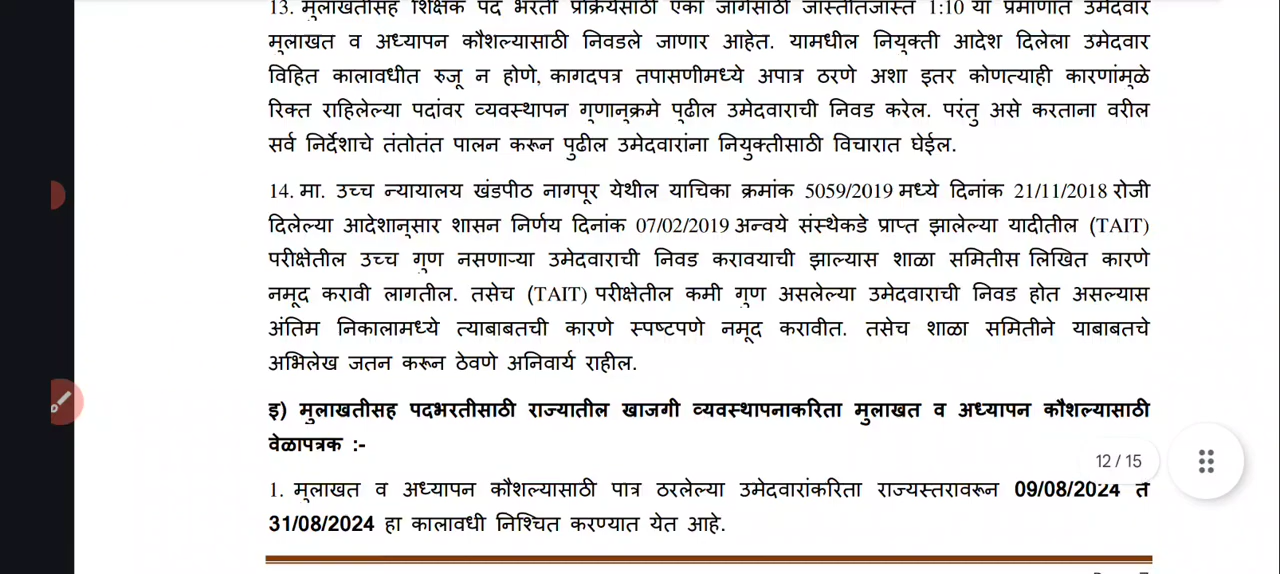 13. मुलाखतीसह शिक्षक पद भरती प्रक्रियेसाठी एका जागेसाठी जास्तीतजास्त 1:10 या प्रमाणात उमेदवार
मुलाखत व अध्यापन कौशल्यासाठी निवडले जाणार आहेत. यामधील नियुक्ती आदेश दिलेला उमेदवार
विहित कालावधीत रुजू न होणे, कागदपत्र तपासणीमध्ये अपात्र ठरणे अशा इतर कोणत्याही कारणांमुळे
रिक्त राहिलेल्या पदांवर व्यवस्थापन गुणानुक्रमे पुढील उमेदवाराची निवड करेल. परंतु असे करताना वरील
सर्व निर्देशाचे तंतोतंत पालन करून पुढील उमेदवारांना नियुक्तीसाठी विचारात घेईल.
14. मा. उच्च न्यायालय खंडपीठ नागपूर येथील याचिका क्रमांक 5059/2019 मध्ये दिनांक 21/11/2018 रोजी
दिलेल्या आदेशानुसार शासन निर्णय दिनांक 07/02/2019 अन्वये संस्थेकडे प्राप्त झालेल्या यादीतील (TAIT)
परीक्षेतील उच्च गुण नसणाऱ्या उमेदवाराची निवड करावयाची झाल्यास शाळा समितीस लिखित कारणे
नमूद करावी लागतील. तसेच (TAIT) परीक्षेतील कमी गुण असलेल्या उमेदवाराची निवड होत असल्यास
अंतिम निकालामध्ये त्याबाबतची कारणे स्पष्टपणे नमूद करावीत. तसेच शाळा समितीने याबाबतचे
अभिलेख जतन करून ठेवणे अनिवार्य राहील.
इ) मुलाखतीसह पदभरतीसाठी राज्यातील खाजगी व्यवस्थापनाकरिता मुलाखत व अध्यापन कौशल्यासाठी
वेळापत्रक :-
12 / 15
1. मुलाखत व अध्यापन कौशल्यासाठी पात्र ठरलेल्या उमेदवारांकरिता राज्यस्तरावरून 09/08/2024 ते
31/08/2024 हा कालावधी निश्चित करण्यात येत आहे.